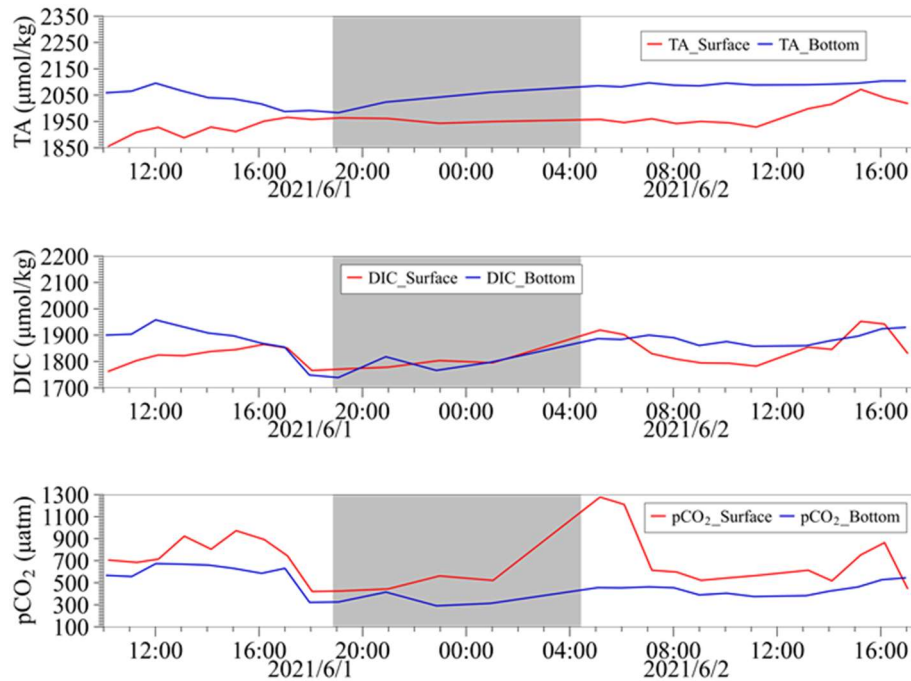 2350
2250
2150
2050
1950
1850
TA (μmol/kg)
TA_Surface TA_Bottom
12:00 16:00 20:00 00:00 04:00 08:00 12:00 16:00
2021/6/1 2021/6/2
2200
2100
2000
1900
1800
1700
DIC (μmol/kg)
DIC_Surface DIC_Bottom
12:00 16:00 20:00 00:00 04:00 08:00 12:00 16:00
2021/6/1 2021/6/2
1300
1100
900
700
500
300
100
pCO₂ (μatm)
pCO₂_Surface pCO₂_Bottom
12:00 16:00 20:00 00:00 04:00 08:00 12:00 16:00
2021/6/1 2021/6/2